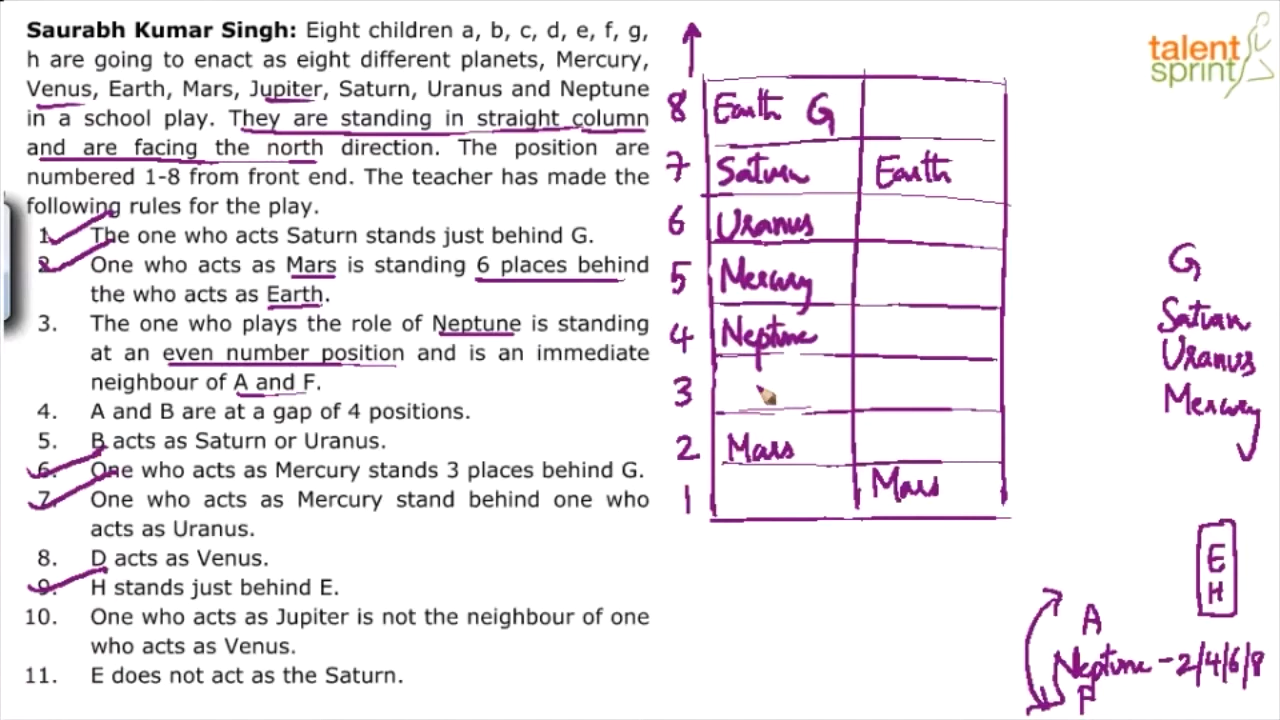 Saurabh Kumar Singh: Eight children a, b, c, d, e, f, g,
h are going to enact as eight different planets, Mercury,
Venus, Earth, Mars, Jupiter, Saturn, Uranus and Neptune
in a school play. They are standing in straight column
and are facing the north direction. The position are
numbered 1-8 from front end. The teacher has made the
following rules for the play.
1. The one who acts Saturn stands just behind G.
2. One who acts as Mars is standing 6 places behind
the who acts as Earth.
3. The one who plays the role of Neptune is standing
at an even number position and is an immediate
neighbour of A and F.
4. A and B are at a gap of 4 positions.
5. B acts as Saturn or Uranus.
6. One who acts as Mercury stands 3 places behind G.
7. One who acts as Mercury stand behind one who
acts as Uranus.
8. D acts as Venus.
9. H stands just behind E.
10. One who acts as Jupiter is not the neighbour of one
who acts as Venus.
11. E does not act as the Saturn.
8 Earth G
7 Saturn Earth
6 Uranus
5 Mercury
4 Neptune
3
2 Mars
1 Mars
talent
sprint
G
Saturn
Uranus
Mercury
E
H
A
Neptune - 2/4/6/8
F